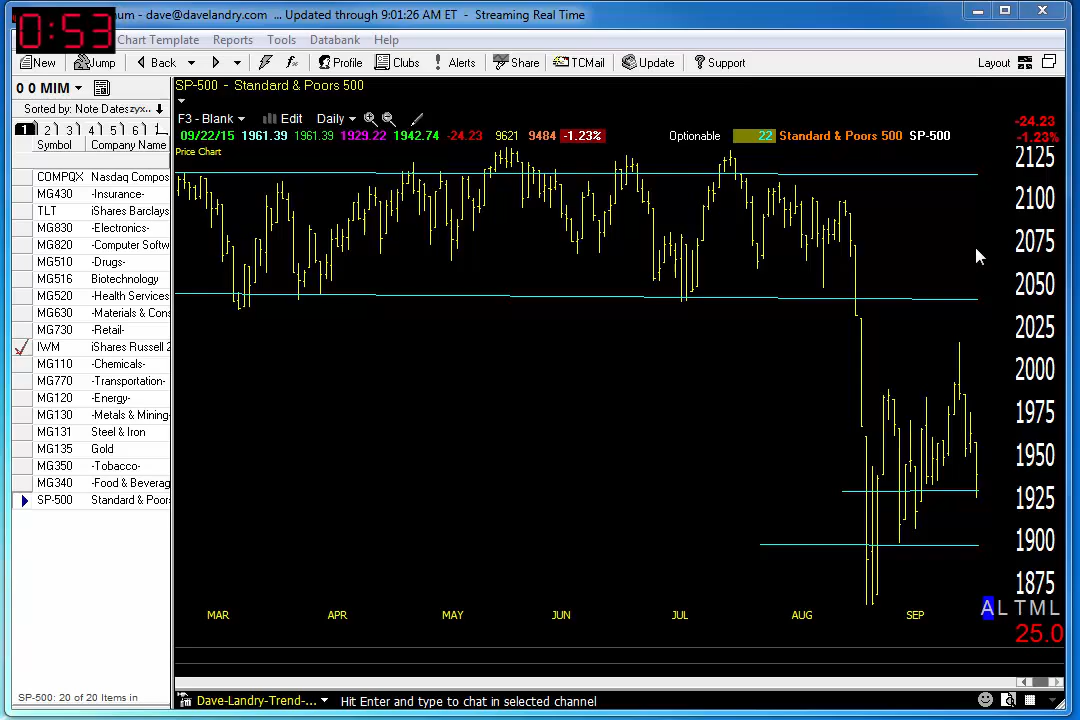 0:53
um - dave@davelandry.com ... Updated through 9:01:26 AM ET - Streaming Real Time
Chart Template Reports Tools Databank Help
New Jump Back Profile Clubs Alerts Share TCMail Update Support Layout
0 0 MIM
SP-500 - Standard & Poors 500
Sorted by: Note Dateszyx..
F3 - Blank Edit Daily
1 2 3 4 5 6
09/22/15 1961.39 1961.39 1929.22 1942.74 -24.23 9621 9484 -1.23% Optionable 22 Standard & Poors 500 SP-500
-24.23
-1.23%
Symbol Company Name
Price Chart
COMPQX Nasdaq Compos
MG430 -Insurance-
TLT iShares Barclays
MG830 -Electronics-
MG820 -Computer Softw
MG510 -Drugs-
MG516 Biotechnology
MG520 -Health Services
MG630 -Materials & Cons
MG730 -Retail-
IWM iShares Russell 2
MG110 -Chemicals-
MG770 -Transportation-
MG120 -Energy-
MG130 -Metals & Mining-
MG131 Steel & Iron
MG135 Gold
MG350 -Tobacco-
MG340 -Food & Beverag
SP-500 Standard & Poors
2125
2100
2075
2050
2025
2000
1975
1950
1925
1900
1875
MAR APR MAY JUN JUL AUG SEP
A L T M L
25.0
SP-500: 20 of 20 Items in
Dave-Landry-Trend-... Hit Enter and type to chat in selected channel